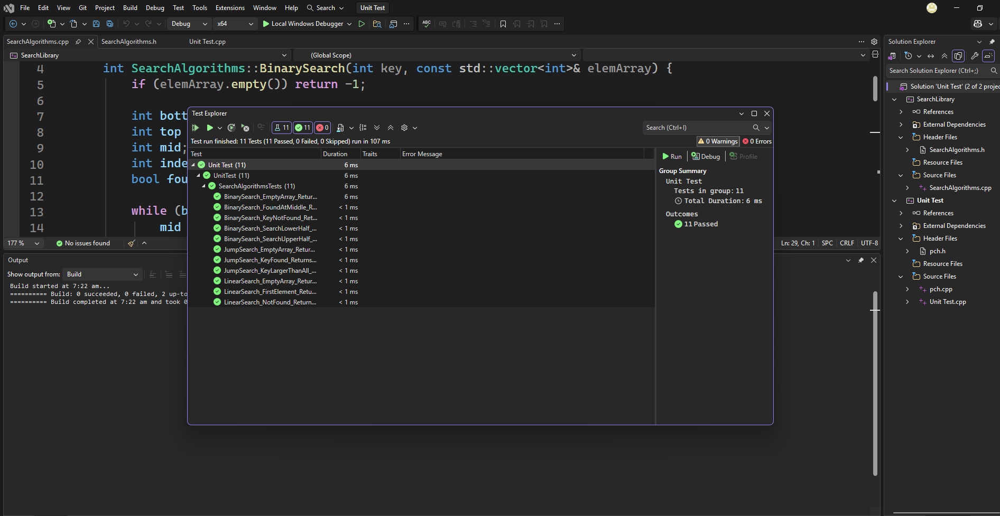 File Edit View Git Project Build Debug Test Tools Extensions Window Help Search Unit Test
Debug x64 Local Windows Debugger
SearchAlgorithms.cpp SearchAlgorithms.h Unit Test.cpp
SearchLibrary (Global Scope)
4 int SearchAlgorithms::BinarySearch(int key, const std::vector<int>& elemArray) {
5 if (elemArray.empty()) return -1;
6
7 int bott
8 int top
9 int mid;
10 int inde
11 bool fou
12
13 while (b
14 mid
177 % No issues found
Ln: 29, Ch: 1 SPC CRLF UTF-8
Output
Show output from: Build
Build started at 7:22 am...
========== Build: 0 succeeded, 0 failed, 2 up-to
========== Build completed at 7:22 am and took 0
Test Explorer
11 11 0
Search (Ctrl+I)
Test run finished: 11 Tests (11 Passed, 0 Failed, 0 Skipped) run in 107 ms
0 Warnings 0 Errors
Test Duration Traits Error Message
Unit Test (11) 6 ms
UnitTest (11) 6 ms
SearchAlgorithmsTests (11) 6 ms
BinarySearch_EmptyArray_Retur... 6 ms
BinarySearch_FoundAtMiddle_R... < 1 ms
BinarySearch_KeyNotFound_Ret... < 1 ms
BinarySearch_SearchLowerHalf_... < 1 ms
BinarySearch_SearchUpperHalf_... < 1 ms
JumpSearch_EmptyArray_Retur... < 1 ms
JumpSearch_KeyFound_Returns... < 1 ms
JumpSearch_KeyLargerThanAll_... < 1 ms
LinearSearch_EmptyArray_Retur... < 1 ms
LinearSearch_FirstElement_Retu... < 1 ms
LinearSearch_NotFound_Return... < 1 ms
Run Debug Profile
Group Summary
Unit Test
Tests in group: 11
Total Duration: 6 ms
Outcomes
11 Passed
Solution Explorer
Search Solution Explorer (Ctrl+;)
Solution 'Unit Test' (2 of 2 projec
SearchLibrary
References
External Dependencies
Header Files
SearchAlgorithms.h
Resource Files
Source Files
SearchAlgorithms.cpp
Unit Test
References
External Dependencies
Header Files
pch.h
Resource Files
Source Files
pch.cpp
Unit Test.cpp